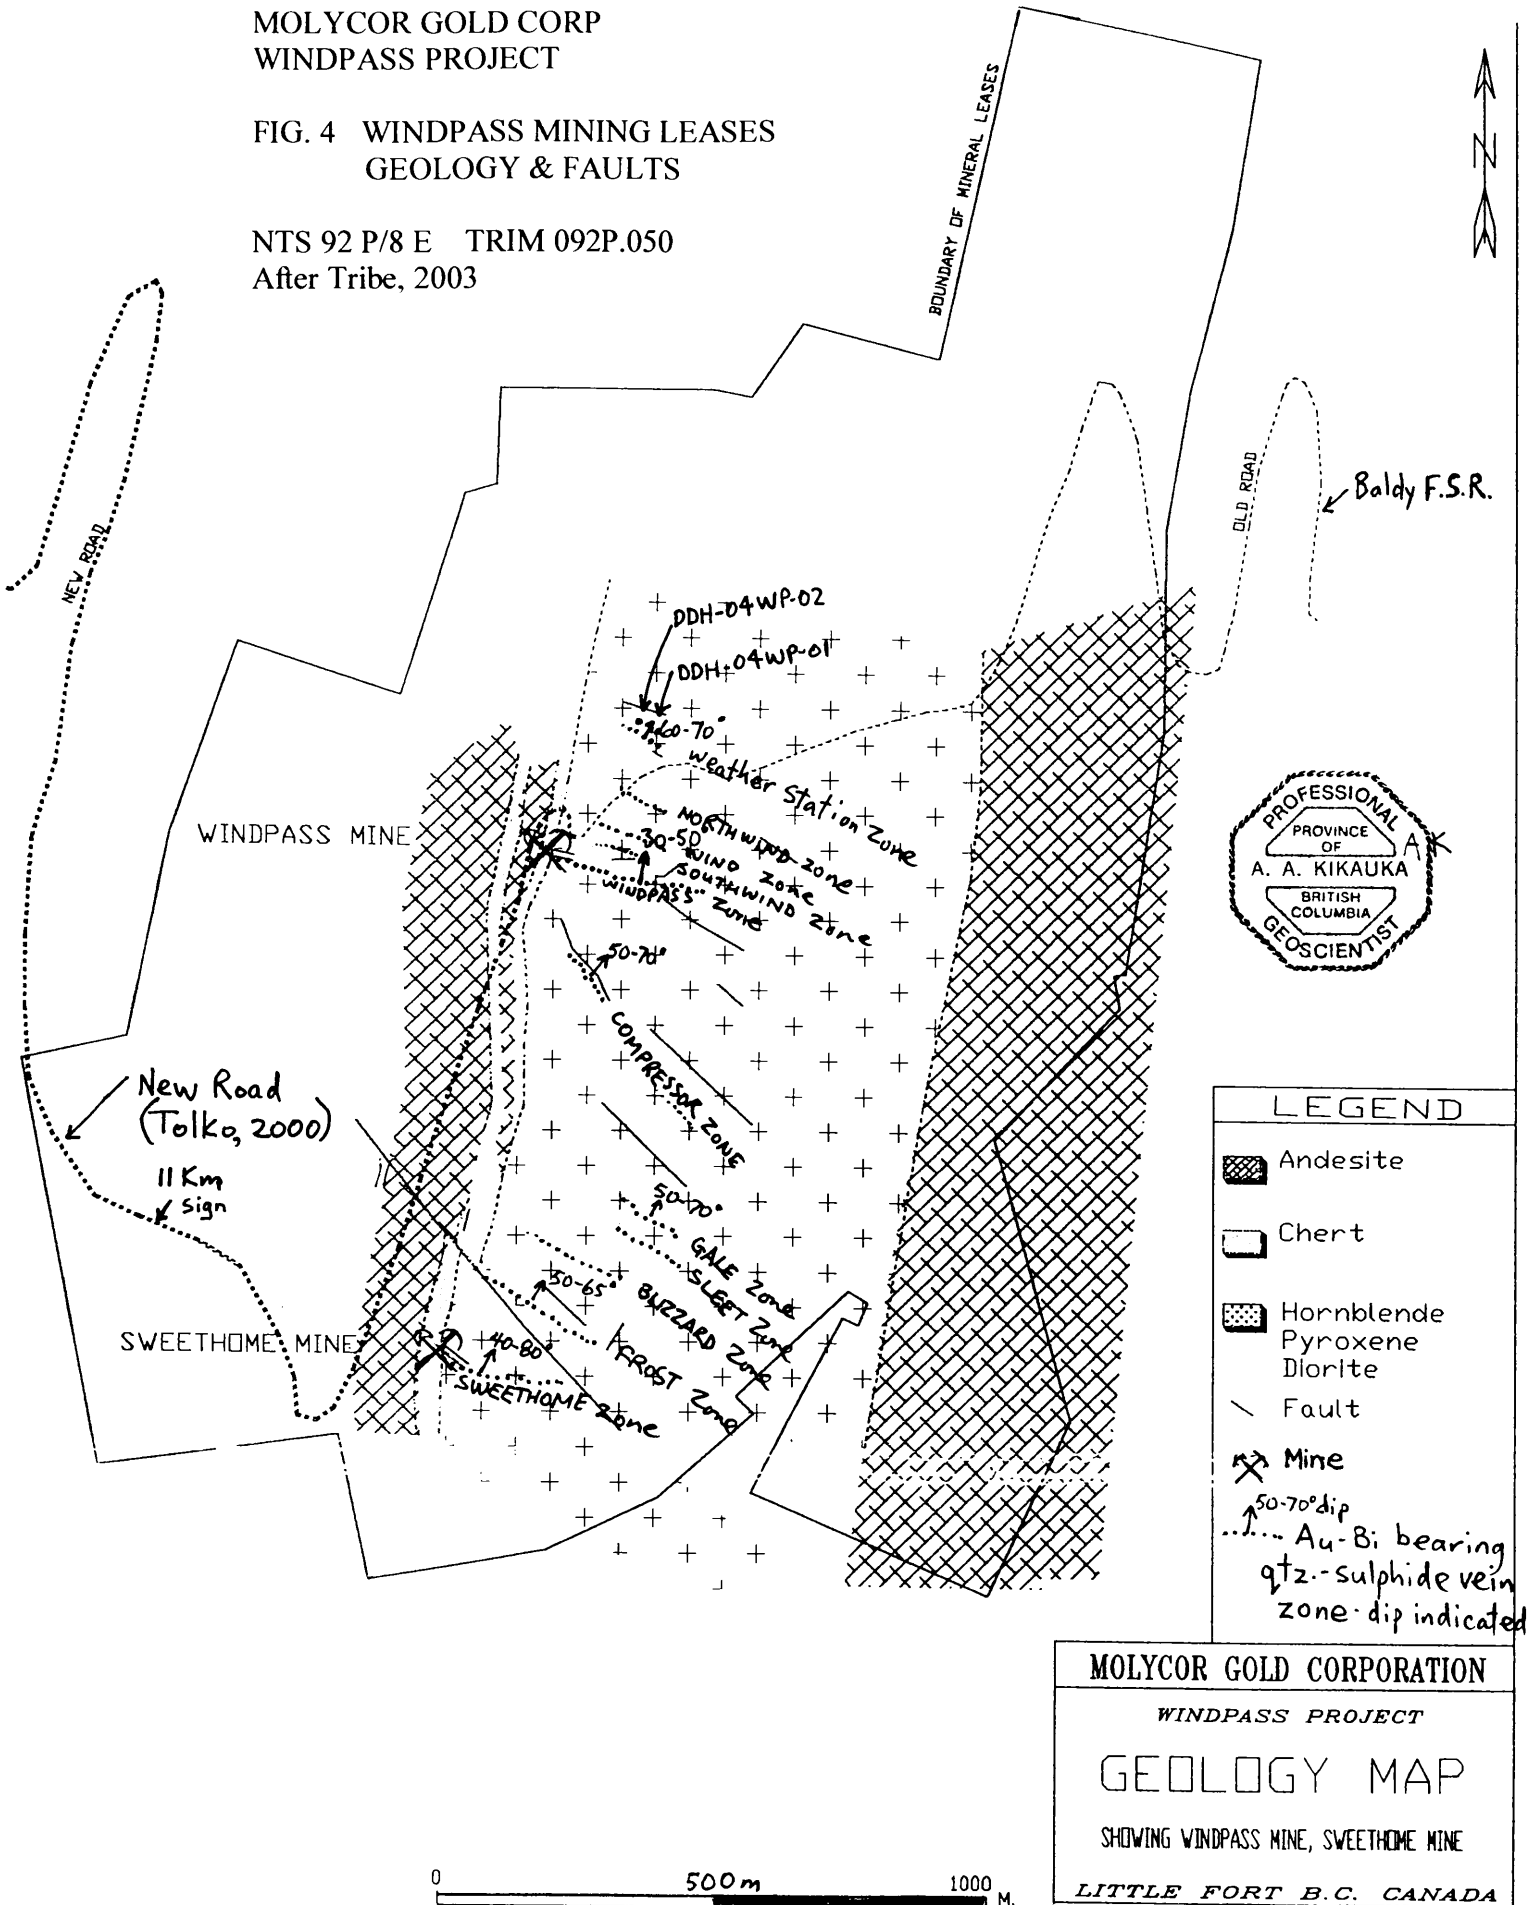 MOLYCOR GOLD CORP
WINDPASS PROJECT
FIG. 4 WINDPASS MINING LEASES
GEOLOGY & FAULTS
NTS 92 P/8 E TRIM 092P.050
After Tribe, 2003
BOUNDARY OF MINERAL LEASES
N
NEW ROAD
OLD ROAD
Baldy F.S.R.
DDH-04WP-02
DDH-04WP-01
60-70°
Weather Station Zone
WINDPASS MINE
NORTHWIND zone
30-50°
WIND zone
SOUTHWIND zone
WINDPASS zone
50-70°
COMPRESSOR ZONE
PROFESSIONAL
PROVINCE
OF
A. A. KIKAUKA
BRITISH
COLUMBIA
GEOSCIENTIST
New Road
(Tolko, 2000)
11 Km
sign
50-70°
GALE zone
SLEET zone
50-65°
BLIZZARD zone
FROST zone
SWEETHOME MINE
40-80°
SWEETHOME zone
LEGEND
Andesite
Chert
Hornblende
Pyroxene
Diorite
Fault
Mine
50-70° dip
Au-Bi bearing
qtz.-sulphide vein
zone-dip indicated
MOLYCOR GOLD CORPORATION
WINDPASS PROJECT
GEOLOGY MAP
SHOWING WINDPASS MINE, SWEETHOME MINE
LITTLE FORT B.C. CANADA
0 500m 1000 M.